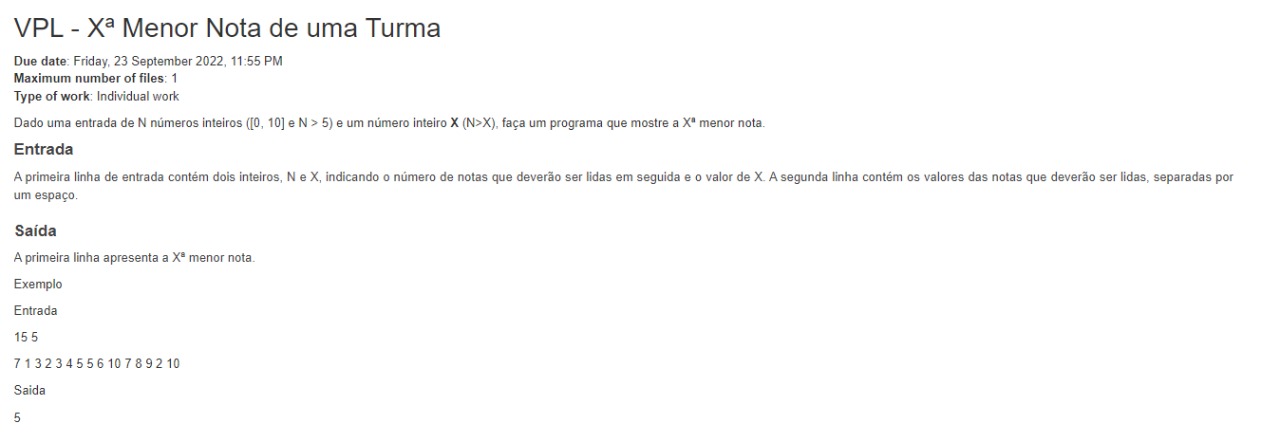 VPL - Xª Menor Nota de uma Turma
Due date: Friday, 23 September 2022, 11:55 PM
Maximum number of files: 1
Type of work: Individual work
Dado uma entrada de N números inteiros ([0, 10] e N > 5) e um número inteiro X (N>X), faça um programa que mostre a Xª menor nota.
Entrada
A primeira linha de entrada contém dois inteiros, N e X, indicando o número de notas que deverão ser lidas em seguida e o valor de X. A segunda linha contém os valores das notas que deverão ser lidas, separadas por
um espaço.
Saída
A primeira linha apresenta a Xª menor nota.
Exemplo
Entrada
15 5
7 1 3 2 3 4 5 5 6 10 7 8 9 2 10
Saida
5